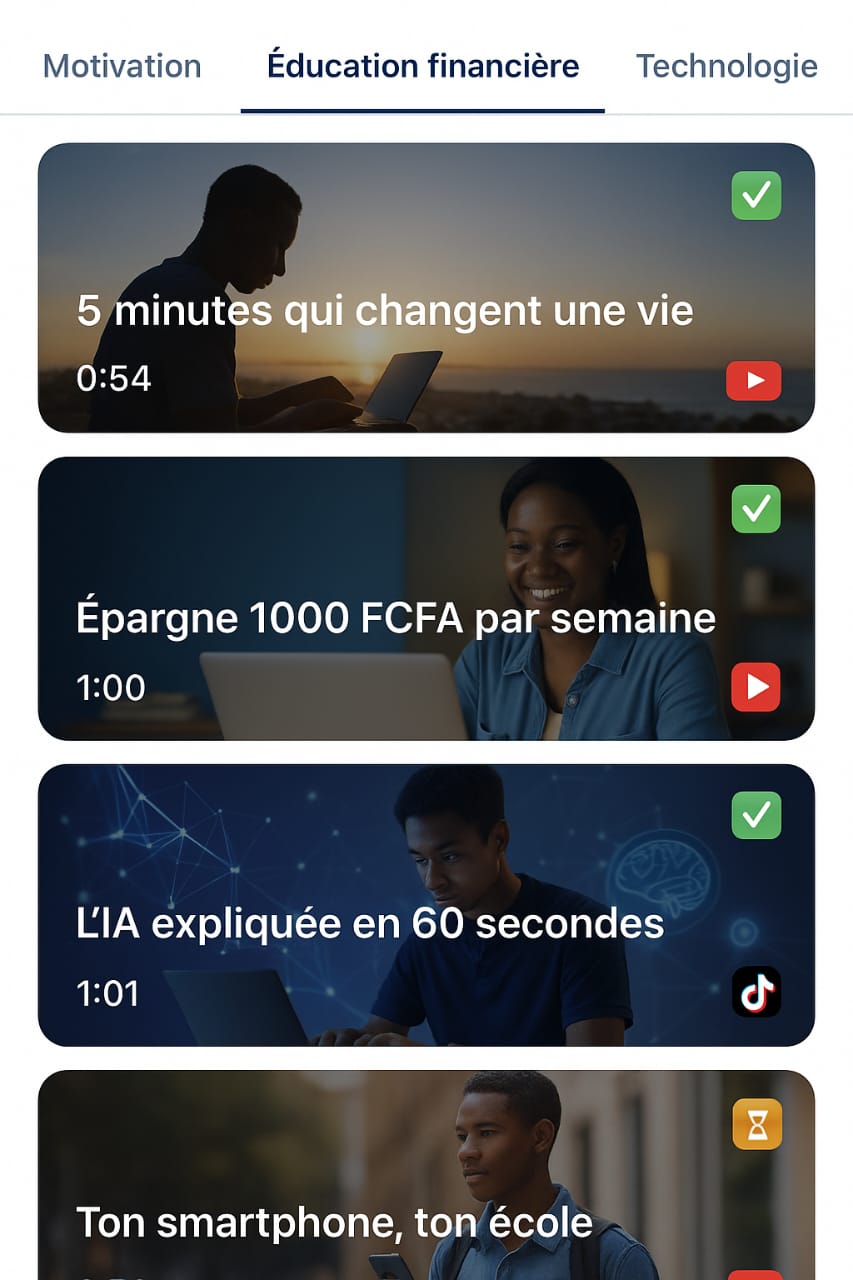 Motivation
Éducation financière
Technologie
5 minutes qui changent une vie
0:54
Épargne 1000 FCFA par semaine
1:00
L’IA expliquée en 60 secondes
1:01
Ton smartphone, ton école